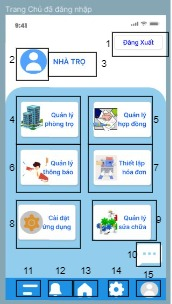 Trang Chủ đã đăng nhập
9:41
1
Đăng Xuất
2
NHÀ TRỌ
3
4
Quản lý
phòng trọ
Quản lý
hợp đồng
5
6
Quản lý
thông báo
Thiết lập
hóa đơn
7
8
Cài đặt
ứng dụng
Quản lý
sửa chữa
9
10
11
12
13
14
15